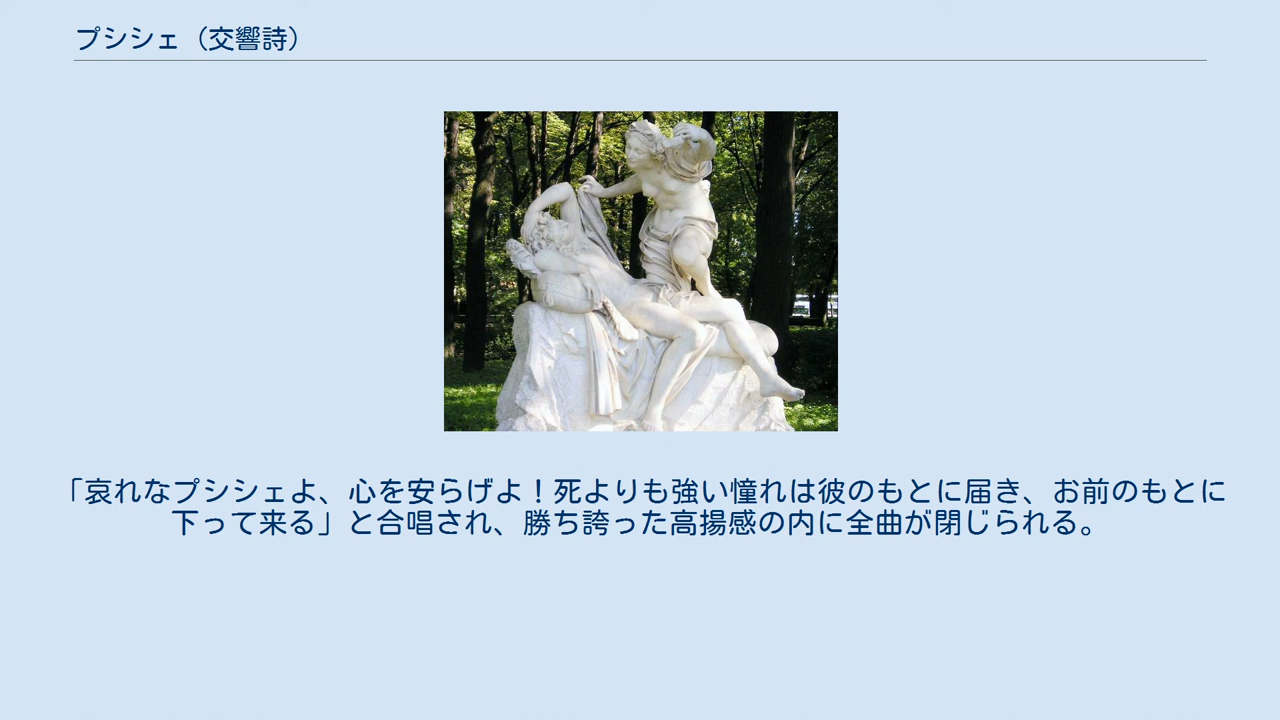 プシシェ（交響詩）
「哀れなプシシェよ、心を安らげよ！死よりも強い憧れは彼のもとに届き、お前のもとに
下って来る」と合唱され、勝ち誇った高揚感の内に全曲が閉じられる。